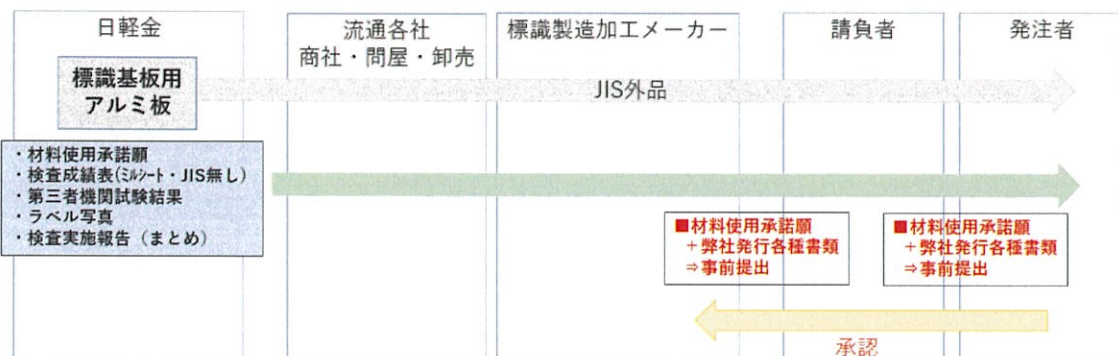 日軽金
流通各社
商社・問屋・卸売
標識製造加工メーカー
請負者
発注者
標識基板用
アルミ板
JIS外品
・材料使用承諾願
・検査成績表(ﾐﾙｼｰﾄ・JIS無し)
・第三者機関試験結果
・ラベル写真
・検査実施報告（まとめ）
■材料使用承諾願
＋弊社発行各種書類
⇒事前提出
■材料使用承諾願
＋弊社発行各種書類
⇒事前提出
承認